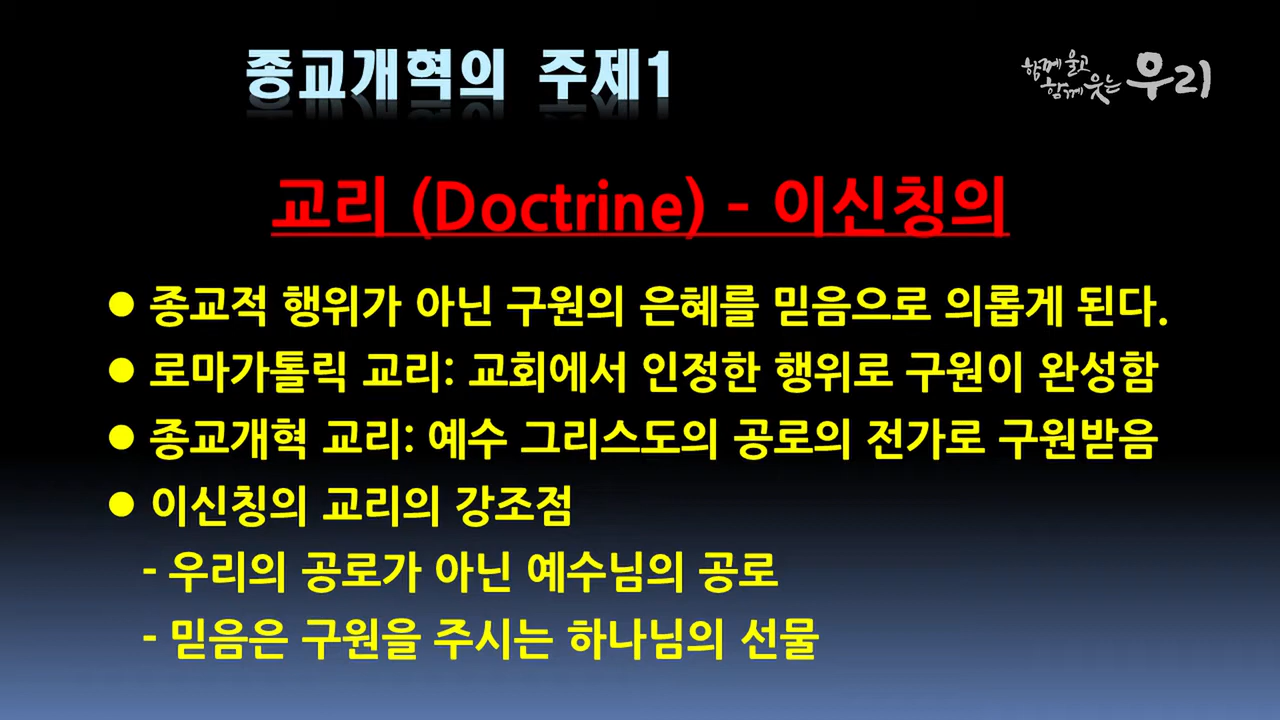 종교개혁의 주제1
함께 울고
함께 웃는 우리
교리 (Doctrine) - 이신칭의
● 종교적 행위가 아닌 구원의 은혜를 믿음으로 의롭게 된다.
● 로마가톨릭 교리: 교회에서 인정한 행위로 구원이 완성함
● 종교개혁 교리: 예수 그리스도의 공로의 전가로 구원받음
● 이신칭의 교리의 강조점
- 우리의 공로가 아닌 예수님의 공로
- 믿음은 구원을 주시는 하나님의 선물